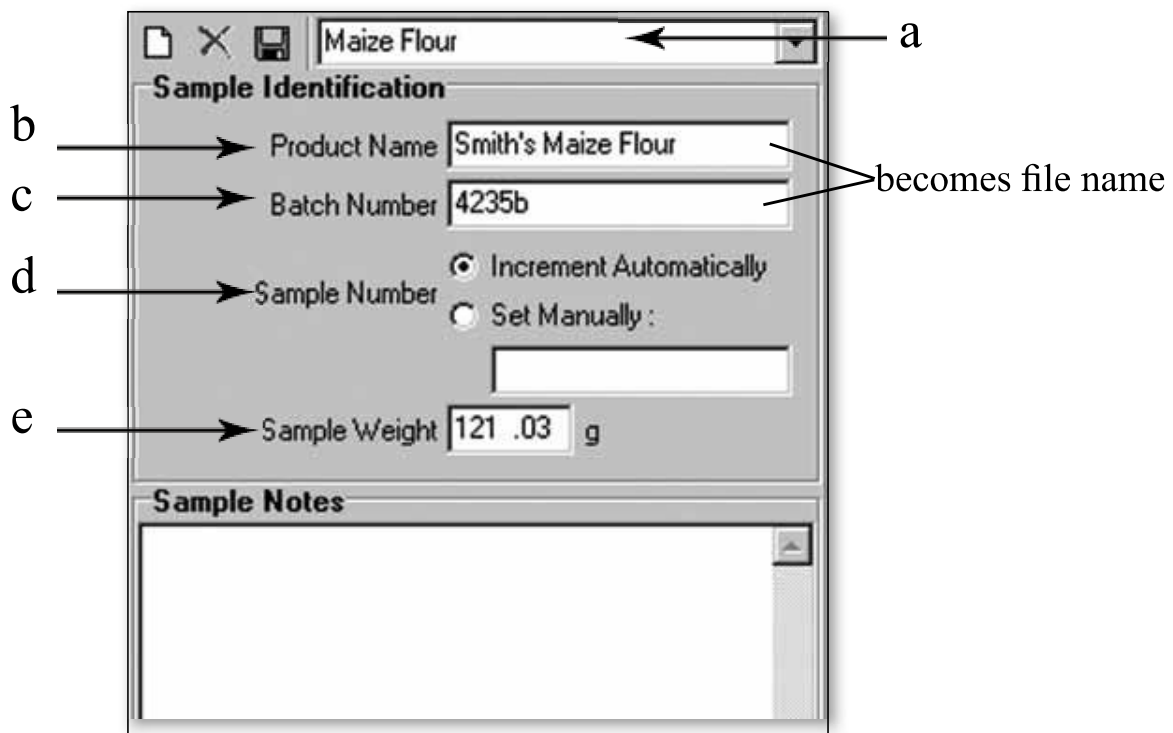 Maize Flour
a
Sample Identification
b
Product Name Smith's Maize Flour
becomes file name
c
Batch Number 4235b
Increment Automatically
d
Sample Number
Set Manually :
e
Sample Weight 121 .03 g
Sample Notes